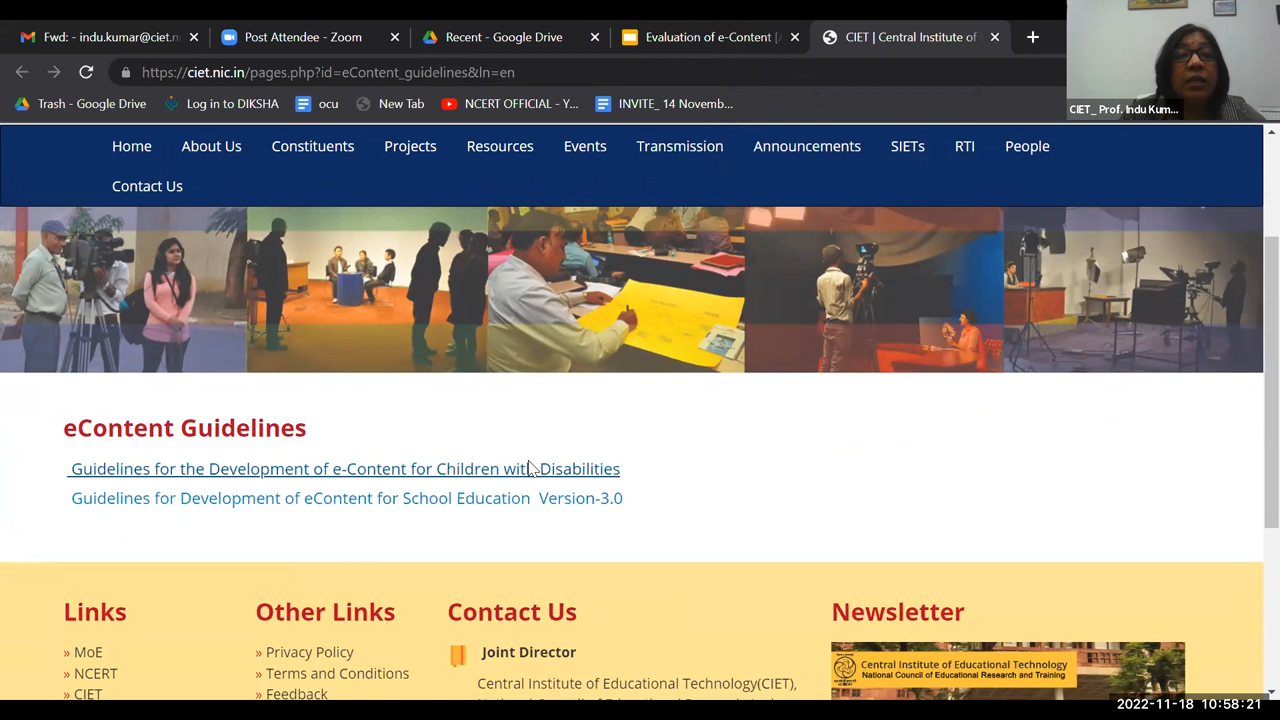 Fwd: - indu.kumar@ciet.n
Post Attendee - Zoom
Recent - Google Drive
Evaluation of e-Content [
CIET | Central Institute of
https://ciet.nic.in/pages.php?id=eContent_guidelines&ln=en
Trash - Google Drive
Log in to DIKSHA
ocu
New Tab
NCERT OFFICIAL - Y...
INVITE_ 14 Novemb...
CIET_ Prof. Indu Kum...
Home About Us Constituents Projects Resources Events Transmission Announcements SIETs RTI People
Contact Us
eContent Guidelines
Guidelines for the Development of e-Content for Children with Disabilities
Guidelines for Development of eContent for School Education Version-3.0
Links
» MoE
» NCERT
» CIET
Other Links
» Privacy Policy
» Terms and Conditions
» Feedback
Contact Us
Joint Director
Central Institute of Educational Technology(CIET),
Newsletter
Central Institute of Educational Technology
National Council of Educational Research and Training
2022-11-18 10:58:21